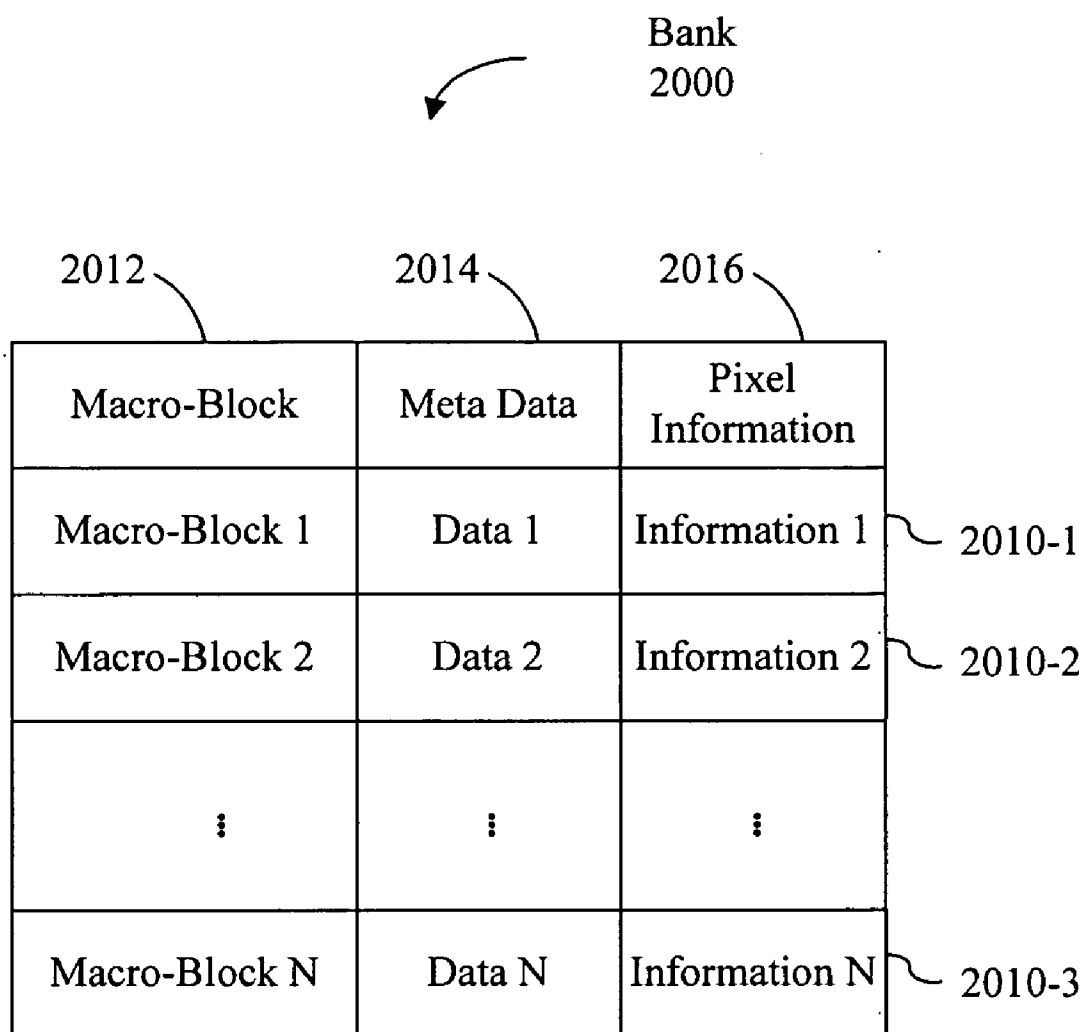 Bank
2000
2012 2014 2016
Macro-Block Meta Data Pixel
Information
Macro-Block 1 Data 1 Information 1 2010-1
Macro-Block 2 Data 2 Information 2 2010-2
⋮ ⋮ ⋮
Macro-Block N Data N Information N 2010-3